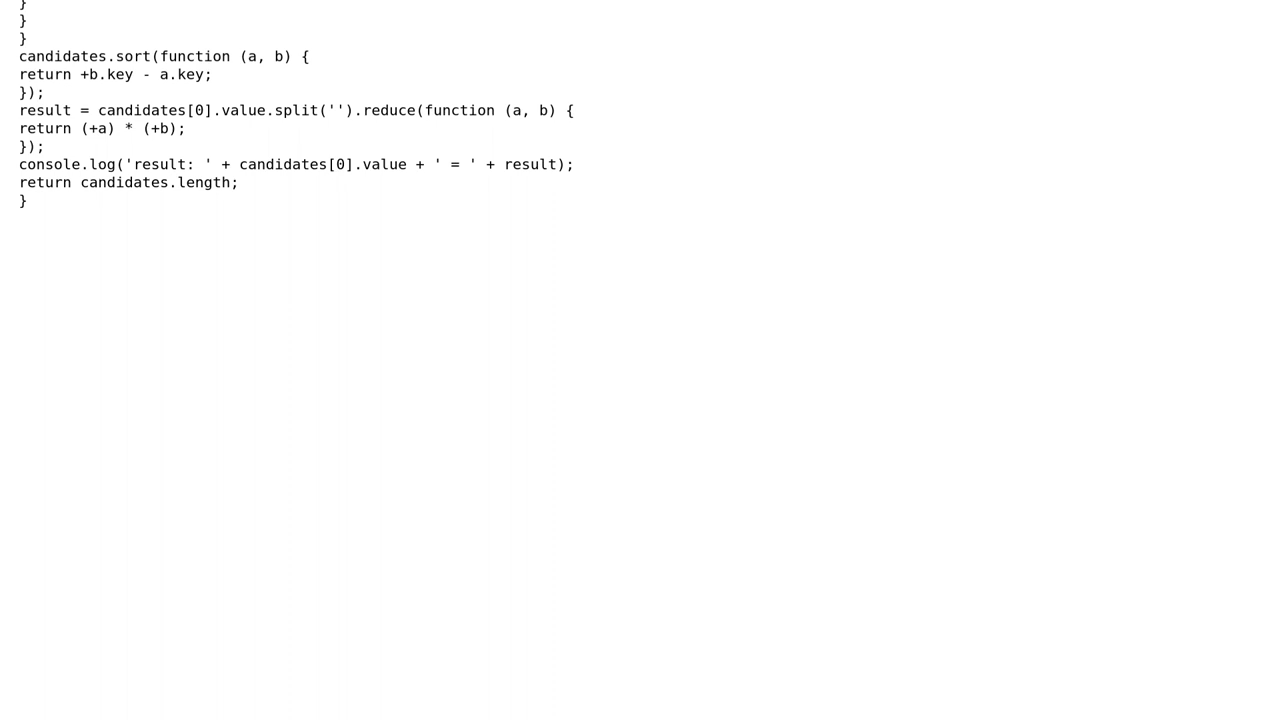 }
}
}
candidates.sort(function (a, b) {
return +b.key - a.key;
});
result = candidates[0].value.split('').reduce(function (a, b) {
return (+a) * (+b);
});
console.log('result: ' + candidates[0].value + ' = ' + result);
return candidates.length;
}